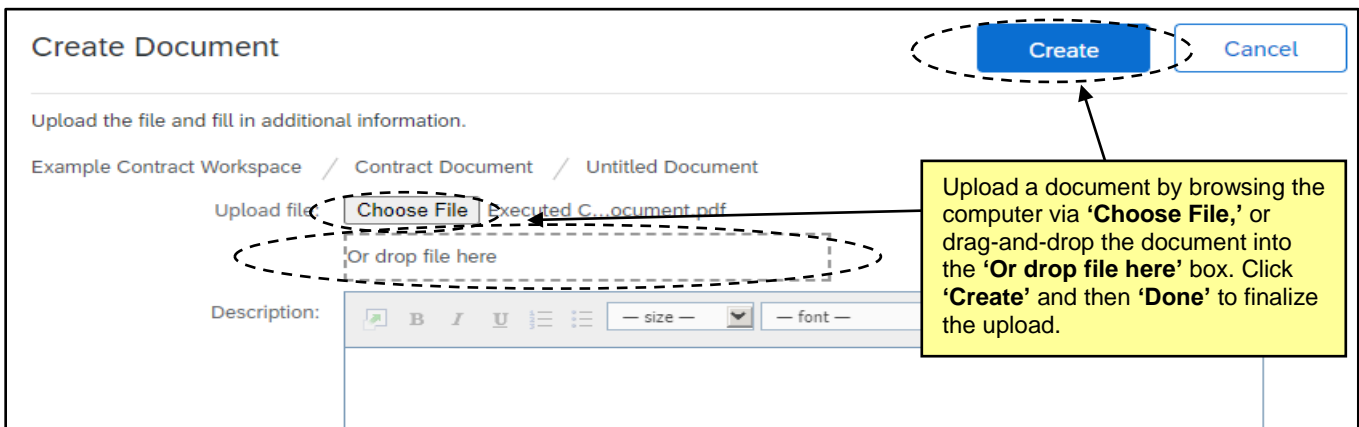 Create Document
Create
Cancel
Upload the file and fill in additional information.
Example Contract Workspace / Contract Document / Untitled Document
Upload file: Choose File Executed C...ocument.pdf
Or drop file here
Description:
B I U — size — — font —
Upload a document by browsing the
computer via ‘Choose File,’ or
drag-and-drop the document into
the ‘Or drop file here’ box. Click
‘Create’ and then ‘Done’ to finalize
the upload.